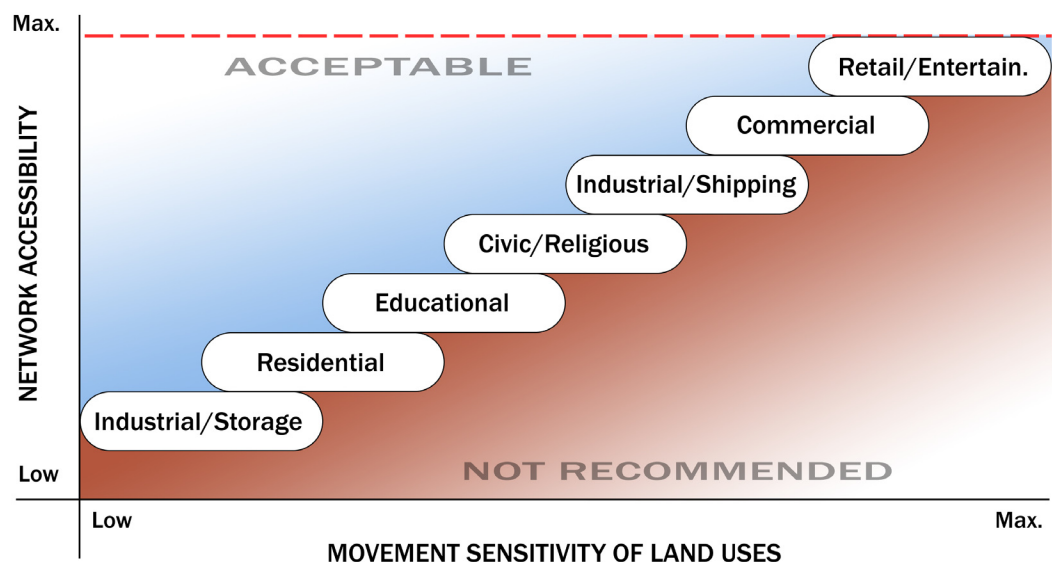 Max.
ACCEPTABLE
Retail/Entertain.
Commercial
Industrial/Shipping
Civic/Religious
Educational
Residential
Industrial/Storage
NETWORK ACCESSIBILITY
NOT RECOMMENDED
Low
Low
Max.
MOVEMENT SENSITIVITY OF LAND USES